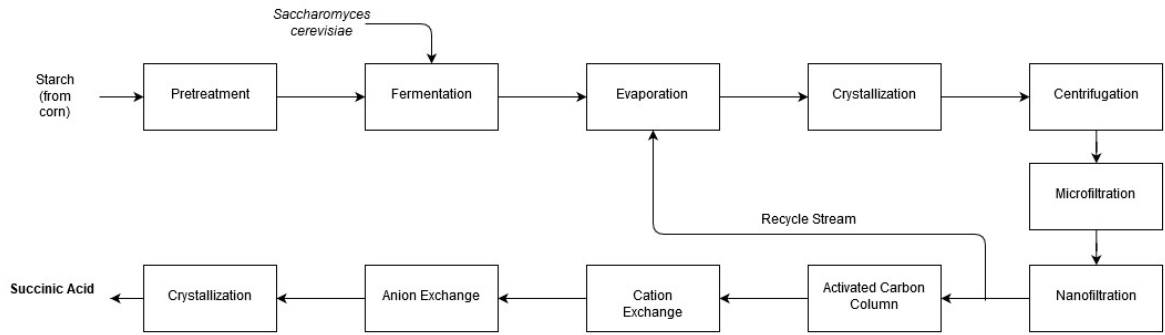 Saccharomyces
cerevisiae
Starch
(from
corn)
Pretreatment
Fermentation
Evaporation
Crystallization
Centrifugation
Microfiltration
Recycle Stream
Succinic Acid
Crystallization
Anion Exchange
Cation
Exchange
Activated Carbon
Column
Nanofiltration